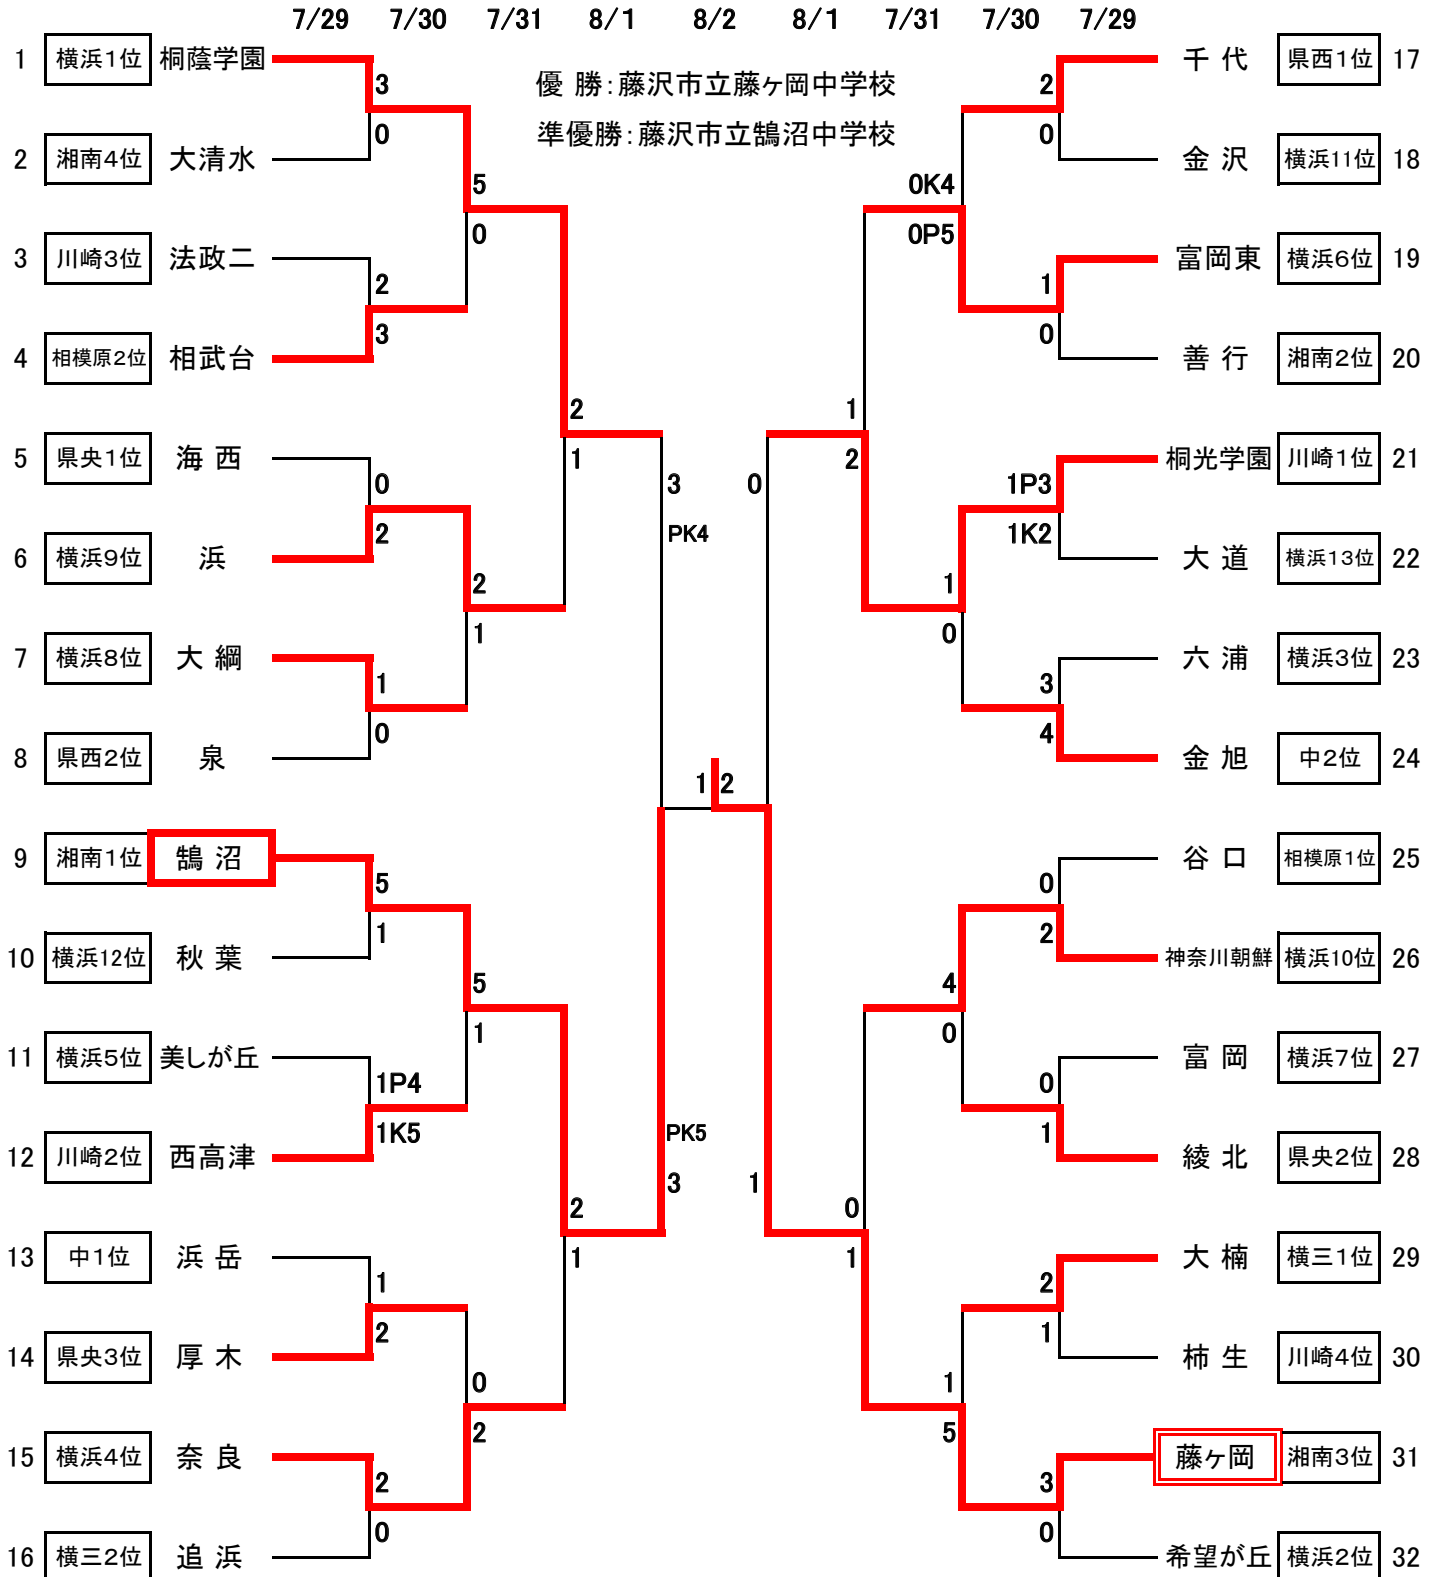 7/29 7/30 7/31 8/1 8/2 8/1 7/31 7/30 7/29
優 勝：藤沢市立藤ヶ岡中学校
準優勝：藤沢市立鵠沼中学校
1 横浜1位 桐蔭学園
3
0
2 湘南4位 大清水
5
0
3 川崎3位 法政二
2
3
4 相模原2位 相武台
2
1
5 県央1位 海 西
0
2
6 横浜9位 浜
2
1
7 横浜8位 大 綱
1
0
8 県西2位 泉
3
PK4
9 湘南1位 鵠 沼
5
1
10 横浜12位 秋 葉
5
1
11 横浜5位 美しが丘
1P4
1K5
12 川崎2位 西高津
PK5
3
2
1
13 中1位 浜 岳
1
2
14 県央3位 厚 木
0
2
15 横浜4位 奈 良
2
0
16 横三2位 追 浜
1 2
千 代 県西1位 17
2
0
金 沢 横浜11位 18
0K4
0P5
富岡東 横浜6位 19
1
0
善 行 湘南2位 20
1
2
桐光学園 川崎1位 21
1P3
1K2
大 道 横浜13位 22
1
0
六 浦 横浜3位 23
3
4
金 旭 中2位 24
0
谷 口 相模原1位 25
0
2
神奈川朝鮮 横浜10位 26
4
0
富 岡 横浜7位 27
0
1
綾 北 県央2位 28
1
0
1
大 楠 横三1位 29
2
1
柿 生 川崎4位 30
1
5
藤ヶ岡 湘南3位 31
3
0
希望が丘 横浜2位 32